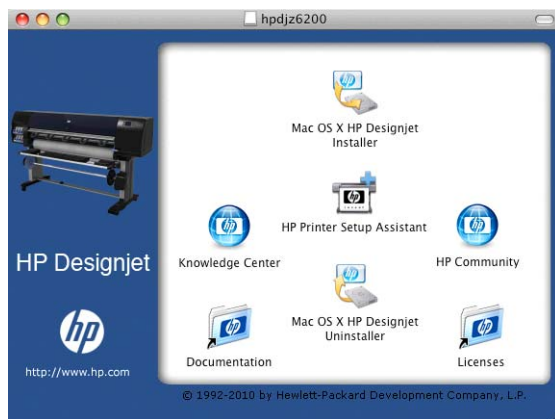 hpdjz6200
Mac OS X HP Designjet
Installer
HP Printer Setup Assistant
Knowledge Center
HP Community
HP Designjet
Mac OS X HP Designjet
Uninstaller
hp
Documentation
Licenses
http://www.hp.com
© 1992-2010 by Hewlett-Packard Development Company, L.P.